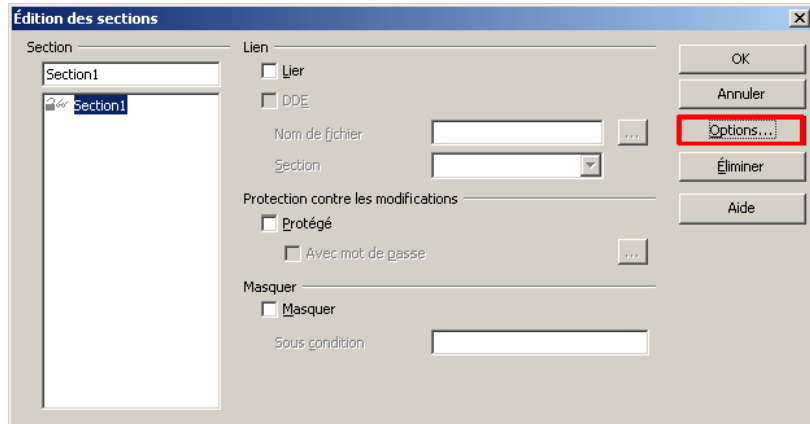 Édition des sections
Section
Section1
Section1
Lien
Lier
DDE
Nom de fichier
...
Section
Protection contre les modifications
Protégé
Avec mot de passe
...
Masquer
Masquer
Sous condition
OK
Annuler
Options...
Éliminer
Aide